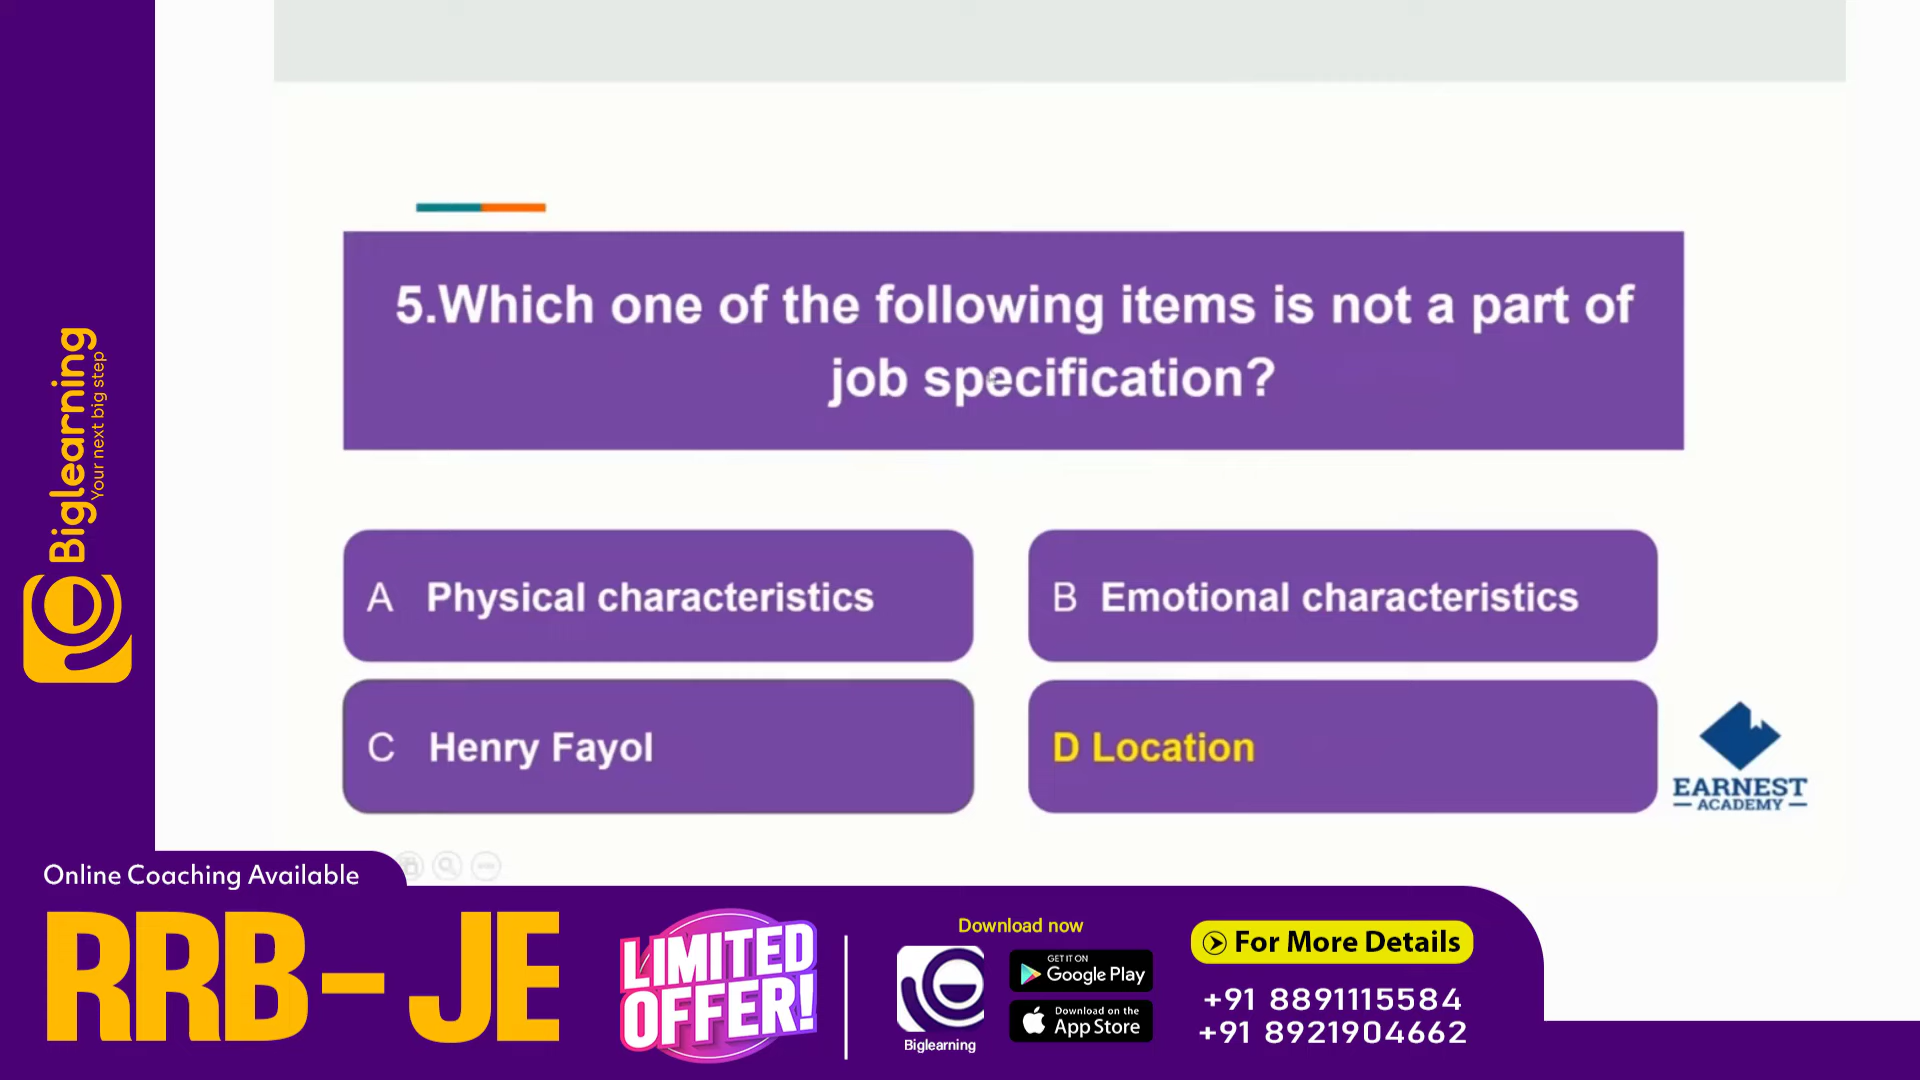 5.Which one of the following items is not a part of
job specification?
A Physical characteristics
B Emotional characteristics
C Henry Fayol
D Location
EARNEST
ACADEMY
Biglearning
Your next big step
Online Coaching Available
RRB-JE
LIMITED
OFFER!
Download now
Biglearning
GET IT ON
Google Play
Download on the
App Store
For More Details
+91 8891115584
+91 8921904662